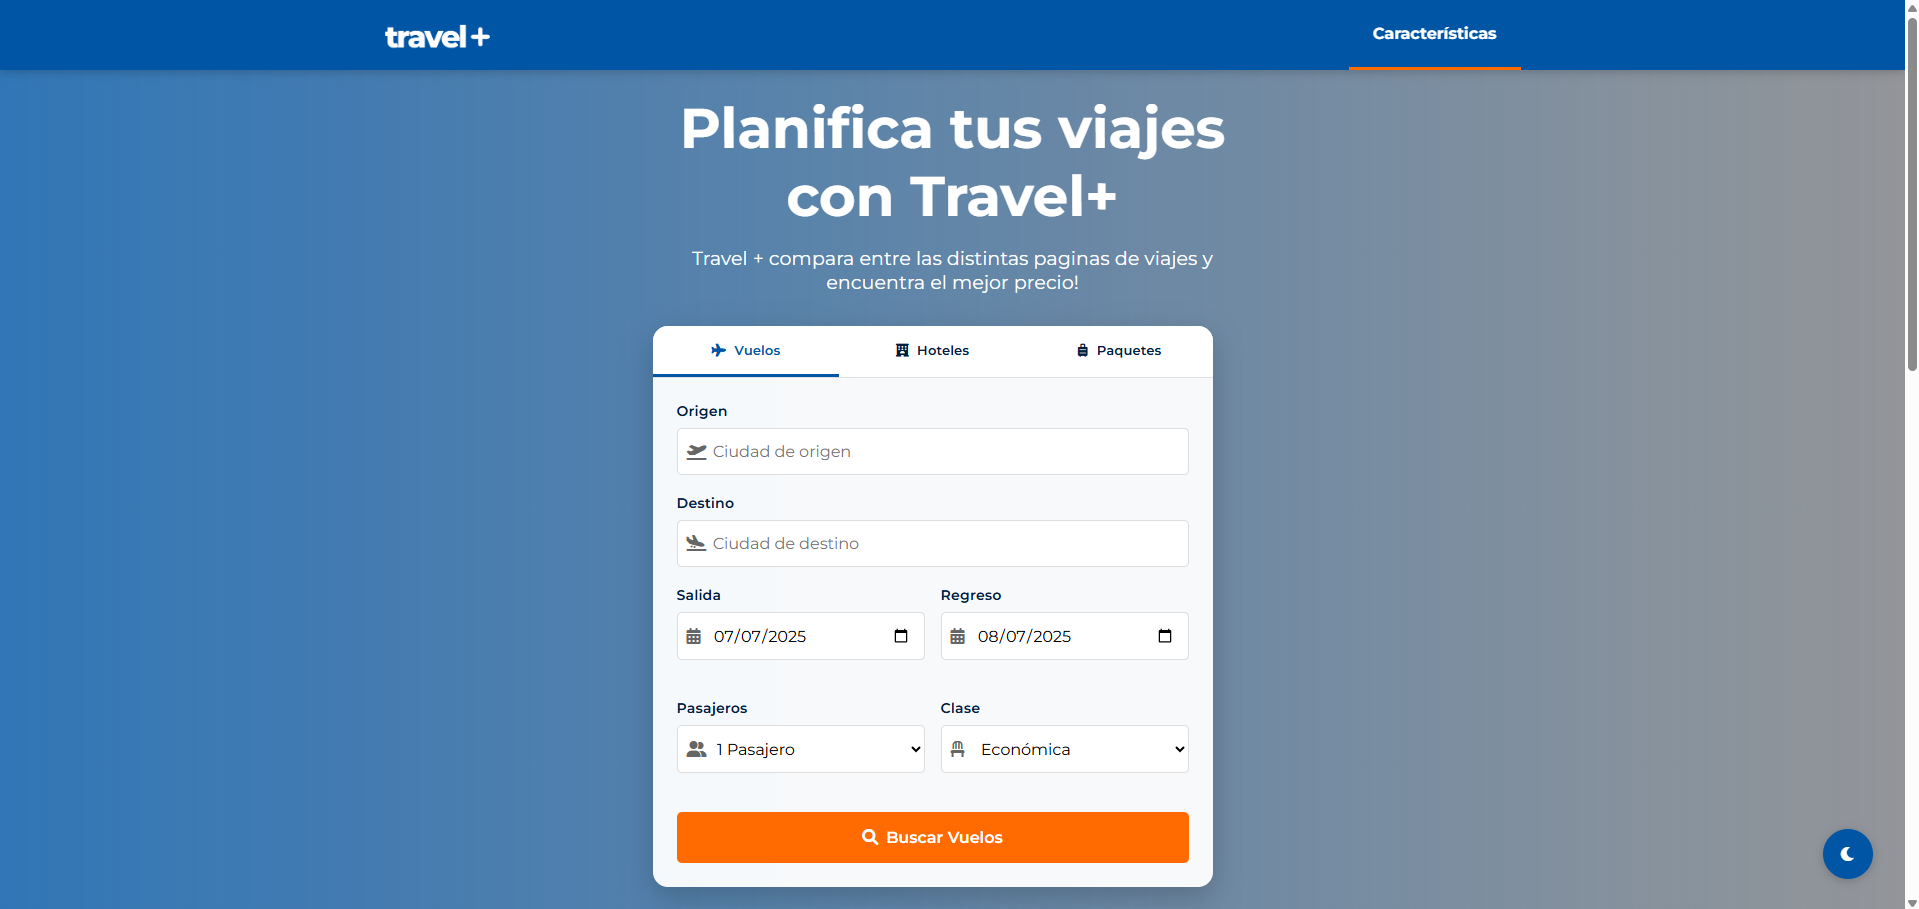 travel+
Características
Planifica tus viajes
con Travel+
Travel + compara entre las distintas paginas de viajes y
encuentra el mejor precio!
Vuelos
Hoteles
Paquetes
Origen
Ciudad de origen
Destino
Ciudad de destino
Salida
Regreso
07/07/2025
08/07/2025
Pasajeros
Clase
1 Pasajero
Económica
Buscar Vuelos